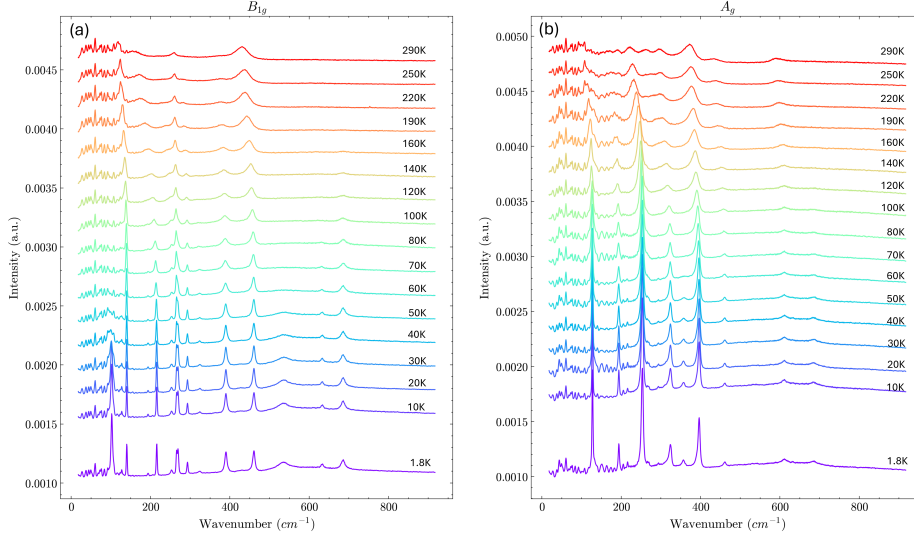 B1g
(a)
290K
250K
220K
190K
160K
140K
120K
100K
80K
70K
60K
50K
40K
30K
20K
10K
1.8K
0.0045
0.0040
0.0035
0.0030
0.0025
0.0020
0.0015
0.0010
Intensity (a.u.)
0
200
400
600
800
Wavenumber (cm−1)
Ag
(b)
290K
250K
220K
190K
160K
140K
120K
100K
80K
70K
60K
50K
40K
30K
20K
10K
1.8K
0.0050
0.0045
0.0040
0.0035
0.0030
0.0025
0.0020
0.0015
0.0010
Intensity (a.u.)
0
200
400
600
800
Wavenumber (cm−1)